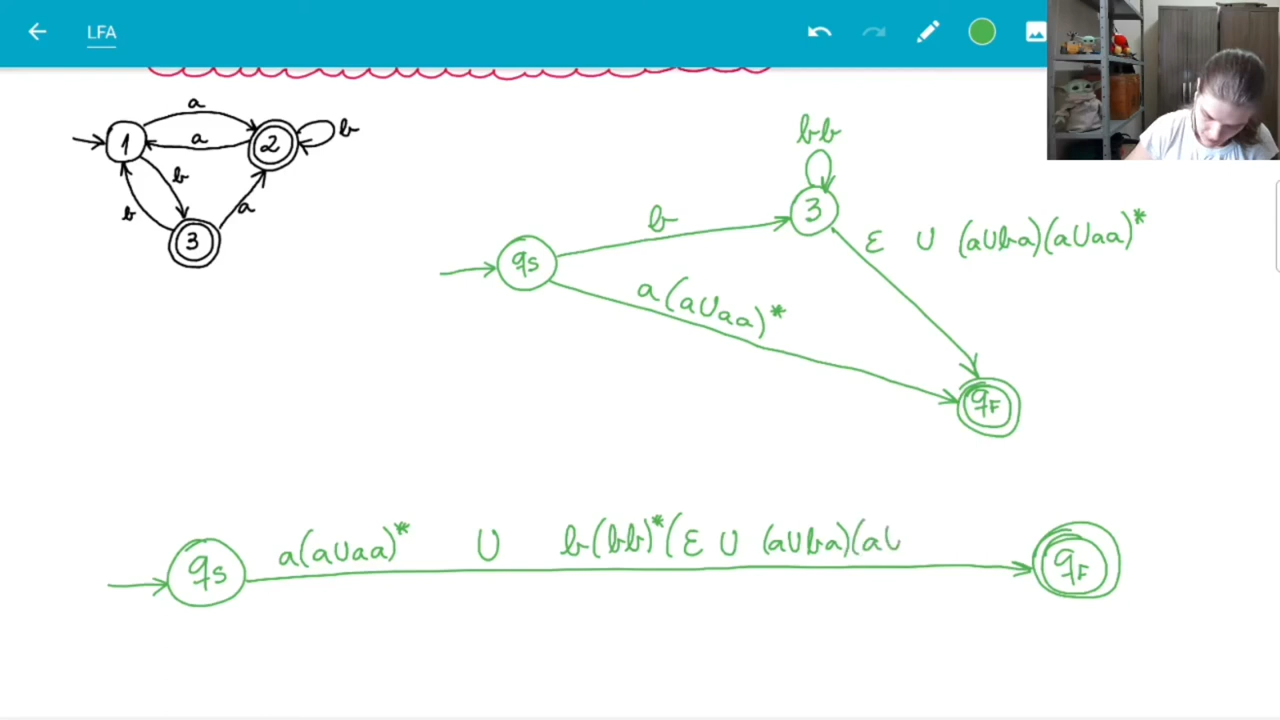 LFA
a
1
a
2
b
b
b
a
3
bb
3
b
ε ∪ (a∪ba)(a∪aa)*
qS
a(a∪aa)*
qF
qS
a(a∪aa)* ∪ b(bb)*(ε ∪ (a∪ba)(a∪
qF